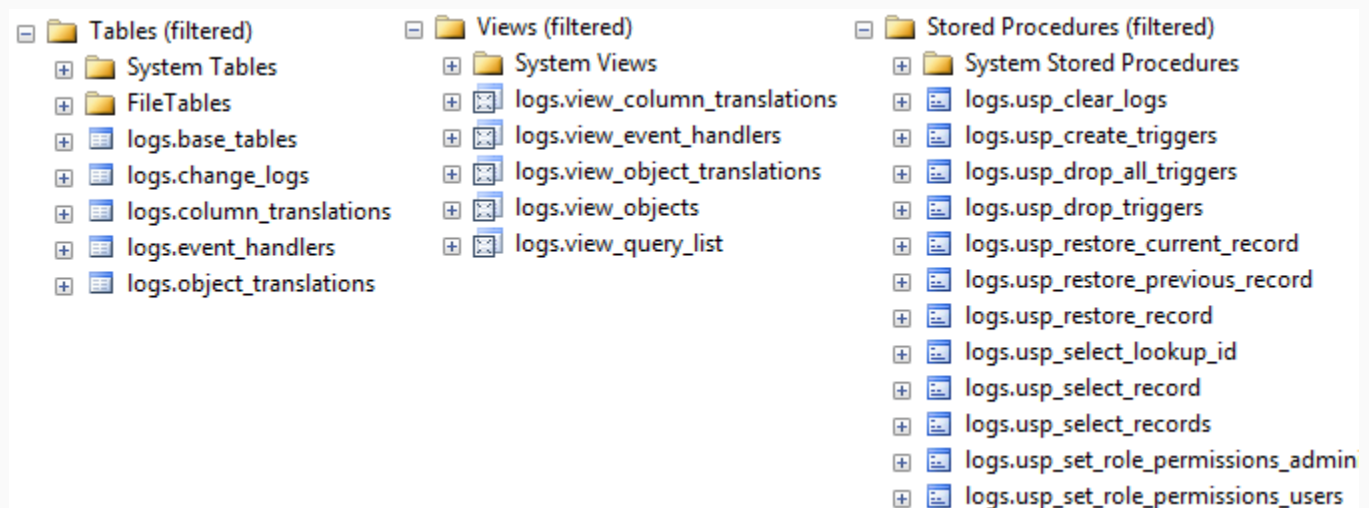 Tables (filtered)
System Tables
FileTables
logs.base_tables
logs.change_logs
logs.column_translations
logs.event_handlers
logs.object_translations
Views (filtered)
System Views
logs.view_column_translations
logs.view_event_handlers
logs.view_object_translations
logs.view_objects
logs.view_query_list
Stored Procedures (filtered)
System Stored Procedures
logs.usp_clear_logs
logs.usp_create_triggers
logs.usp_drop_all_triggers
logs.usp_drop_triggers
logs.usp_restore_current_record
logs.usp_restore_previous_record
logs.usp_restore_record
logs.usp_select_lookup_id
logs.usp_select_record
logs.usp_select_records
logs.usp_set_role_permissions_admin
logs.usp_set_role_permissions_users